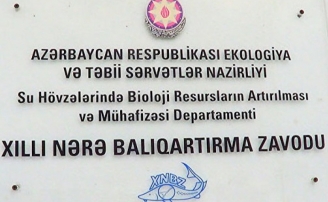 AZƏRBAYCAN RESPUBLİKASI EKOLOGİYA
VƏ TƏBİİ SƏRVƏTLƏR NAZİRLİYİ
Su Hövzələrində Bioloji Resursların Artırılması
və Mühafizəsi Departamenti
XILLI NƏRƏ BALIQARTIRMA ZAVODU
XNBZ